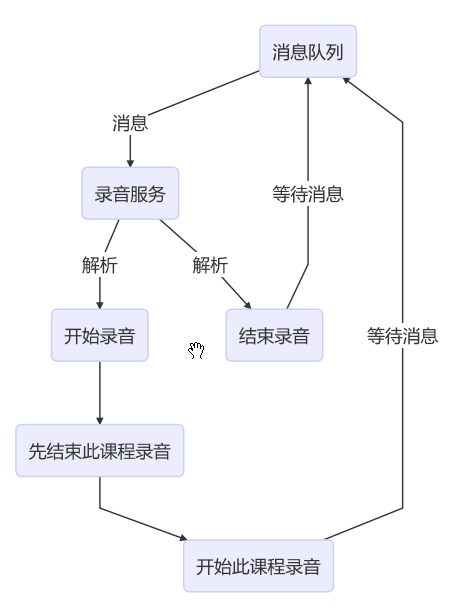 消息队列
消息
录音服务
等待消息
解析
解析
开始录音
结束录音
等待消息
先结束此课程录音
开始此课程录音